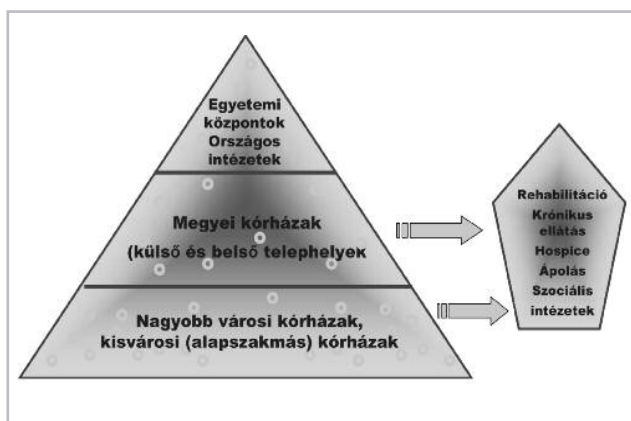 Egyetemi
központok
Országos
intézetek
Megyei kórházak
(külső és belső telephelyek
Nagyobb városi kórházak,
kisvárosi (alapszakmás) kórházak
Rehabilitáció
Krónikus
ellátás
Hospice
Ápolás
Szociális
intézetek